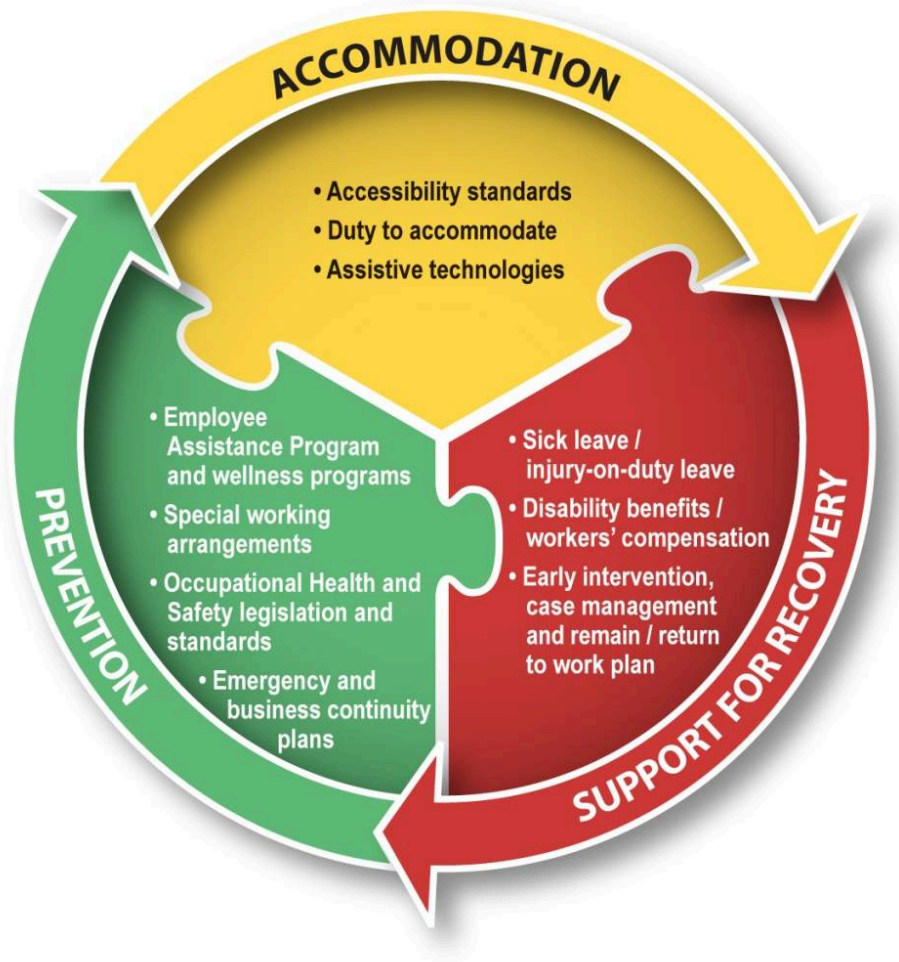 ACCOMMODATION
• Accessibility standards
• Duty to accommodate
• Assistive technologies
PREVENTION
• Employee
Assistance Program
and wellness programs
• Special working
arrangements
• Occupational Health and
Safety legislation and
standards
• Emergency and
business continuity
plans
• Sick leave /
injury-on-duty leave
• Disability benefits /
workers' compensation
• Early intervention,
case management
and remain / return
to work plan
SUPPORT FOR RECOVERY